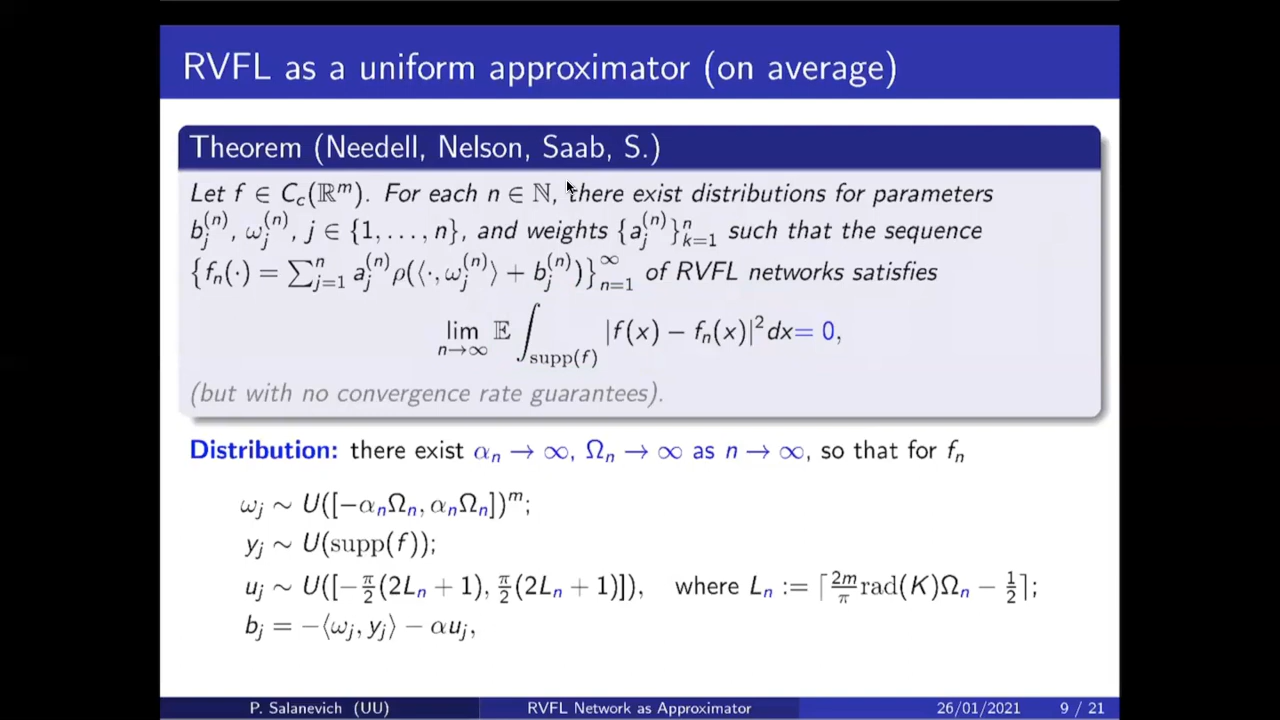 RVFL as a uniform approximator (on average)
Theorem (Needell, Nelson, Saab, S.)
Let f ∈ C_c(ℝ^m). For each n ∈ ℕ, there exist distributions for parameters
b_j^{(n)}, ω_j^{(n)}, j ∈ {1, . . . , n}, and weights {a_j^{(n)}}_{k=1}^n such that the sequence
{f_n(·) = ∑_{j=1}^n a_j^{(n)} ρ(⟨·, ω_j^{(n)}⟩ + b_j^{(n)})}_{n=1}^∞ of RVFL networks satisfies
lim_{n→∞} 𝔼 ∫_{supp(f)} |f(x) − f_n(x)|^2 dx = 0,
(but with no convergence rate guarantees).
Distribution: there exist α_n → ∞, Ω_n → ∞ as n → ∞, so that for f_n
ω_j ∼ U([−α_nΩ_n, α_nΩ_n])^m;
y_j ∼ U(supp(f));
u_j ∼ U([−π/2(2L_n + 1), π/2(2L_n + 1)]), where L_n := ⌈2m/π rad(K)Ω_n − 1/2⌉;
b_j = −⟨ω_j, y_j⟩ − αu_j,
P. Salanevich (UU) RVFL Network as Approximator 26/01/2021 9 / 21